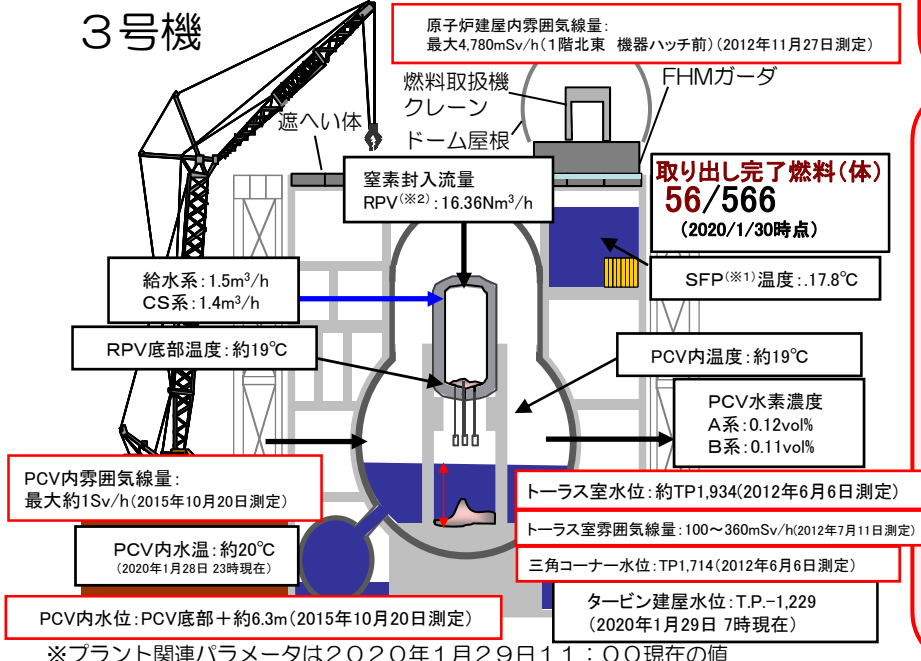 3号機
原子炉建屋内雰囲気線量:
最大4,780mSv/h(1階北東 機器ハッチ前)(2012年11月27日測定)
燃料取扱機
クレーン
FHMガーダ
遮へい体
ドーム屋根
窒素封入流量
RPV(※2):16.36Nm³/h
取り出し完了燃料(体)
56/566
(2020/1/30時点)
給水系:1.5m³/h
CS系:1.4m³/h
SFP(※1)温度:.17.8℃
RPV底部温度:約19℃
PCV内温度:約19℃
PCV水素濃度
A系:0.12vol%
B系:0.11vol%
PCV内雰囲気線量:
最大約1Sv/h(2015年10月20日測定)
トーラス室水位:約TP1,934(2012年6月6日測定)
トーラス室雰囲気線量:100~360mSv/h(2012年7月11日測定)
PCV内水温:約20℃
(2020年1月28日 23時現在)
三角コーナー水位:TP1,714(2012年6月6日測定)
PCV内水位:PCV底部+約6.3m(2015年10月20日測定)
タービン建屋水位:T.P.-1,229
(2020年1月29日 7時現在)
※プラント関連パラメータは2020年1月29日11:00現在の値